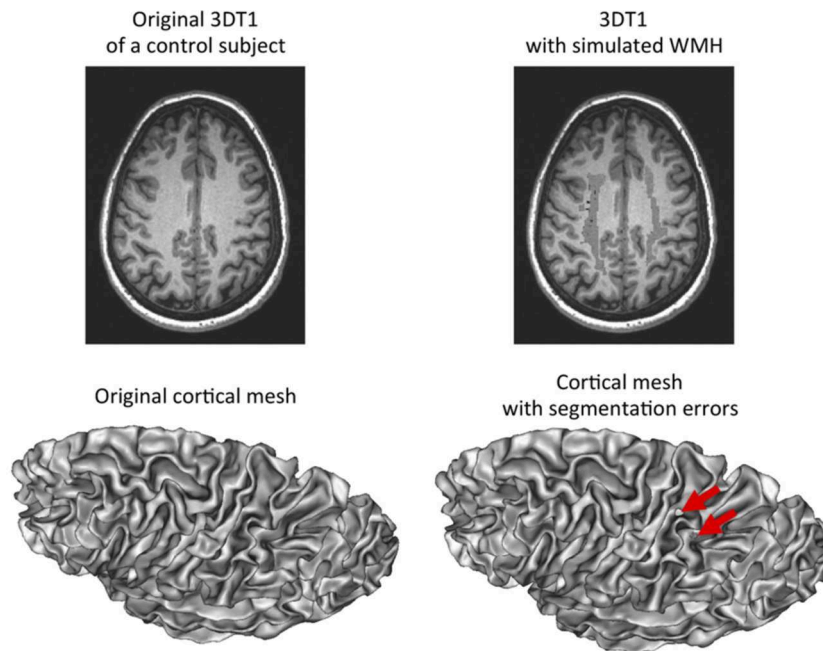 Original 3DT1
of a control subject
3DT1
with simulated WMH
Original cortical mesh
Cortical mesh
with segmentation errors